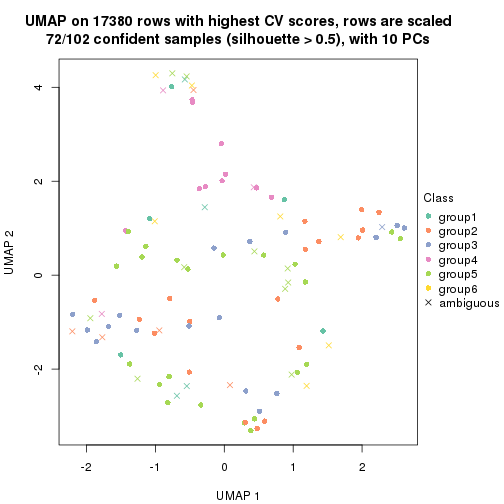 UMAP on 17380 rows with highest CV scores, rows are scaled
72/102 confident samples (silhouette > 0.5), with 10 PCs
4
2
0
-2
UMAP 2
-2
-1
0
1
2
UMAP 1
Class
group1
group2
group3
group4
group5
group6
ambiguous